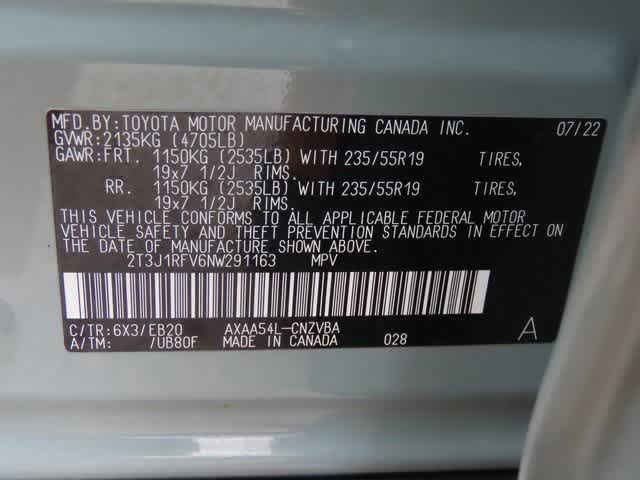 MFD.BY:TOYOTA MOTOR MANUFACTURING CANADA INC. 07/22
GVWR:2135KG (4705LB)
GAWR:FRT. 1150KG (2535LB) WITH 235/55R19 TIRES,
19x7 1/2J RIMS.
RR. 1150KG (2535LB) WITH 235/55R19 TIRES,
19x7 1/2J RIMS.
THIS VEHICLE CONFORMS TO ALL APPLICABLE FEDERAL MOTOR
VEHICLE SAFETY AND THEFT PREVENTION STANDARDS IN EFFECT ON
THE DATE OF MANUFACTURE SHOWN ABOVE.
2T3J1RFV6NW291163 MPV
C/TR:6X3/EB20 AXAA54L-CNZVBA A
A/TM: /UB80F MADE IN CANADA 028